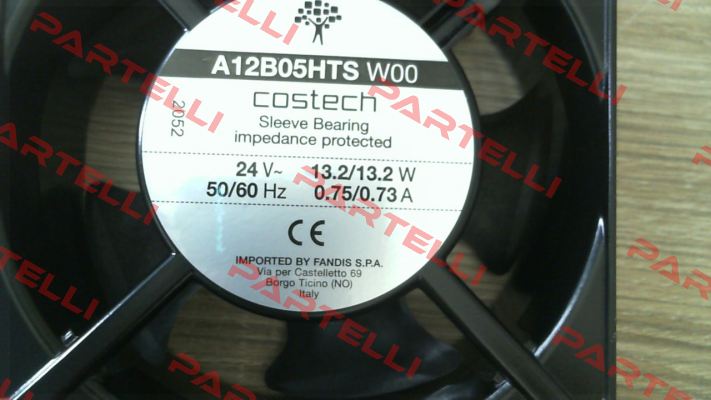 A12B05HTS W00
costech
Sleeve Bearing
impedance protected
2052
24 V~ 13.2/13.2 W
50/60 Hz 0.75/0.73 A
CE
IMPORTED BY FANDIS S.P.A.
Via per Castelletto 69
Borgo Ticino (NO)
Italy
PARTELLI
PARTELLI
PARTELLI
PARTELLI
PARTELLI
PARTELLI
PARTELLI
PARTELLI
PARTELLI